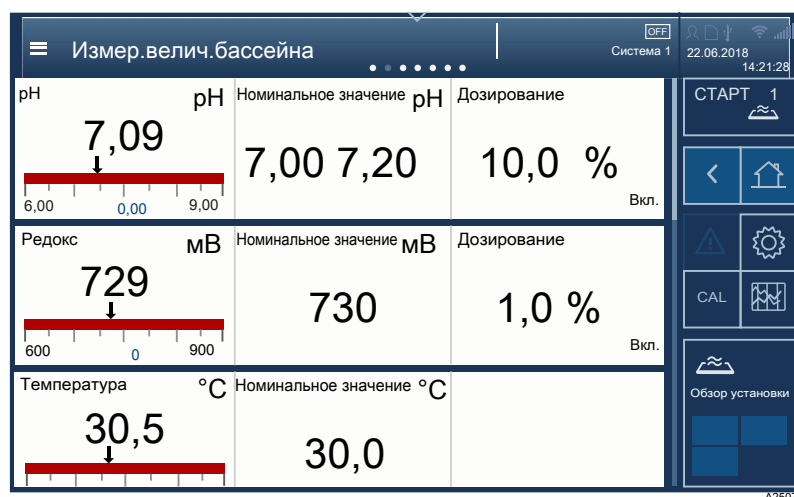 Измер.велич.бассейна
OFF
Система 1
22.06.2018
14:21:28
pH pH
7,09
6,00 0,00 9,00
Номинальное значение pH
7,00 7,20
Дозирование
10,0 %
Вкл.
СТАРТ 1
Редокс мВ
729
600 0 900
Номинальное значение мВ
730
Дозирование
1,0 %
Вкл.
CAL
Температура °C
30,5
Номинальное значение °C
30,0
Обзор установки